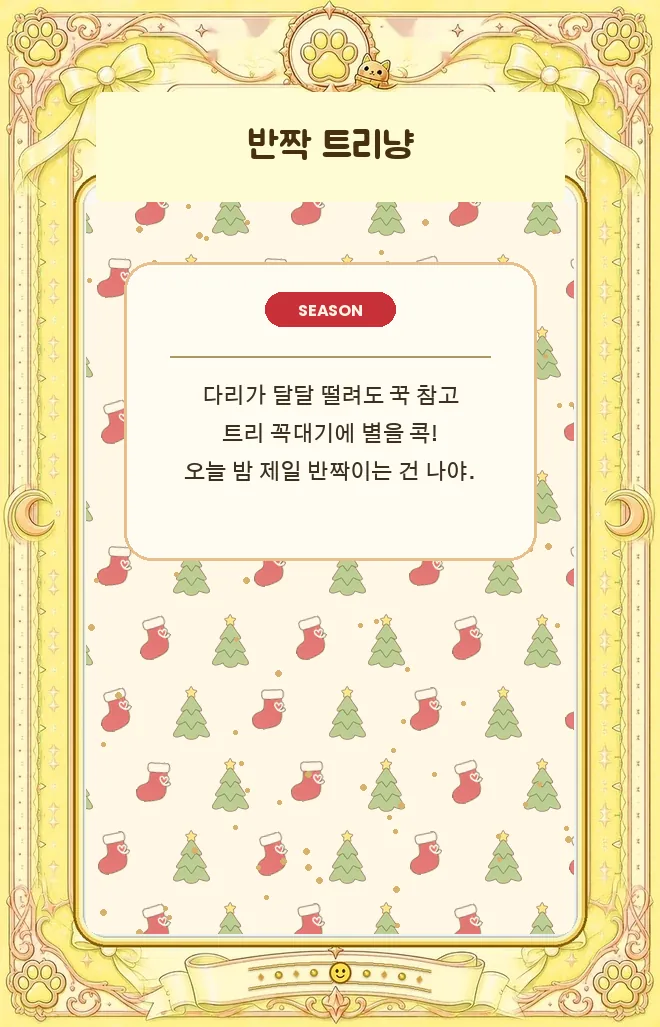 반짝 트리냥
SEASON
다리가 달달 떨려도 꾹 참고
트리 꼭대기에 별을 콕!
오늘 밤 제일 반짝이는 건 나야.